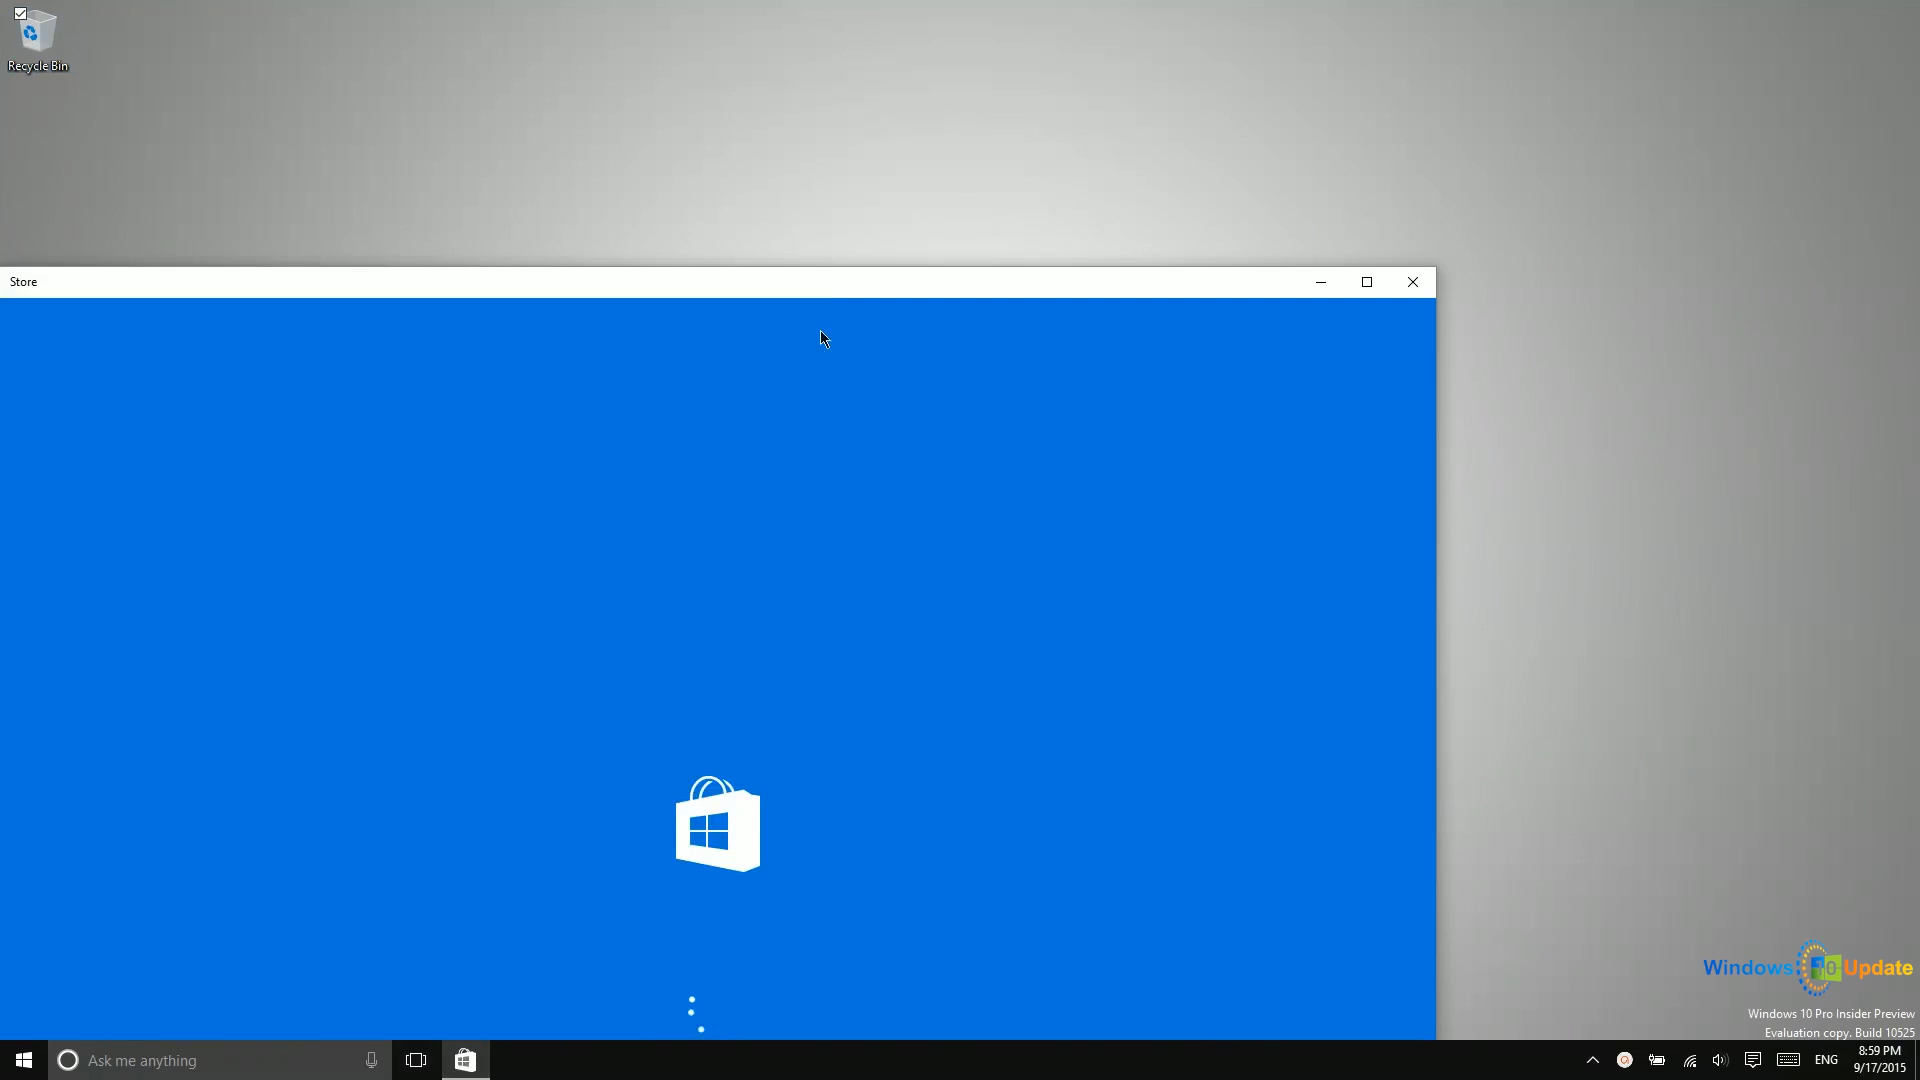 Recycle Bin
Store
Windows 10 Update
Windows 10 Pro Insider Preview
Evaluation copy. Build 10525
Ask me anything
ENG
8:59 PM
9/17/2015